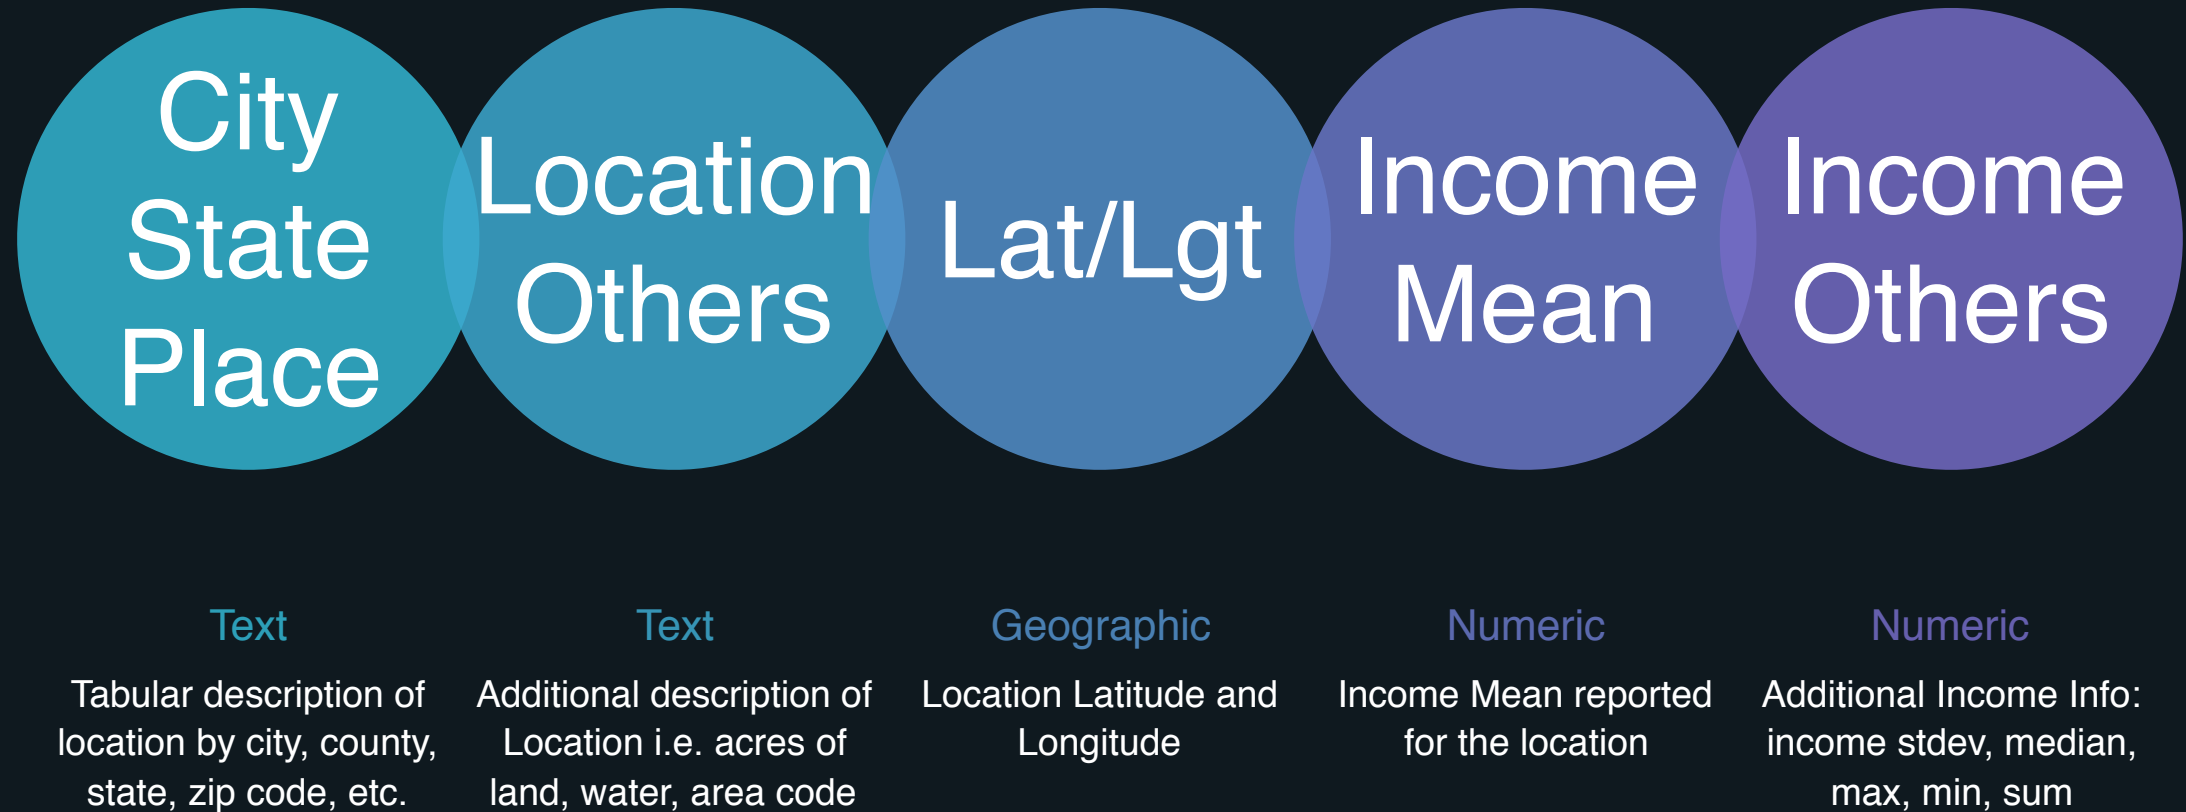 City
State
Place
Location
Others
Lat/Lgt
Income
Mean
Income
Others
Text
Tabular description of
location by city, county,
state, zip code, etc.
Text
Additional description of
Location i.e. acres of
land, water, area code
Geographic
Location Latitude and
Longitude
Numeric
Income Mean reported
for the location
Numeric
Additional Income Info:
income stdev, median,
max, min, sum